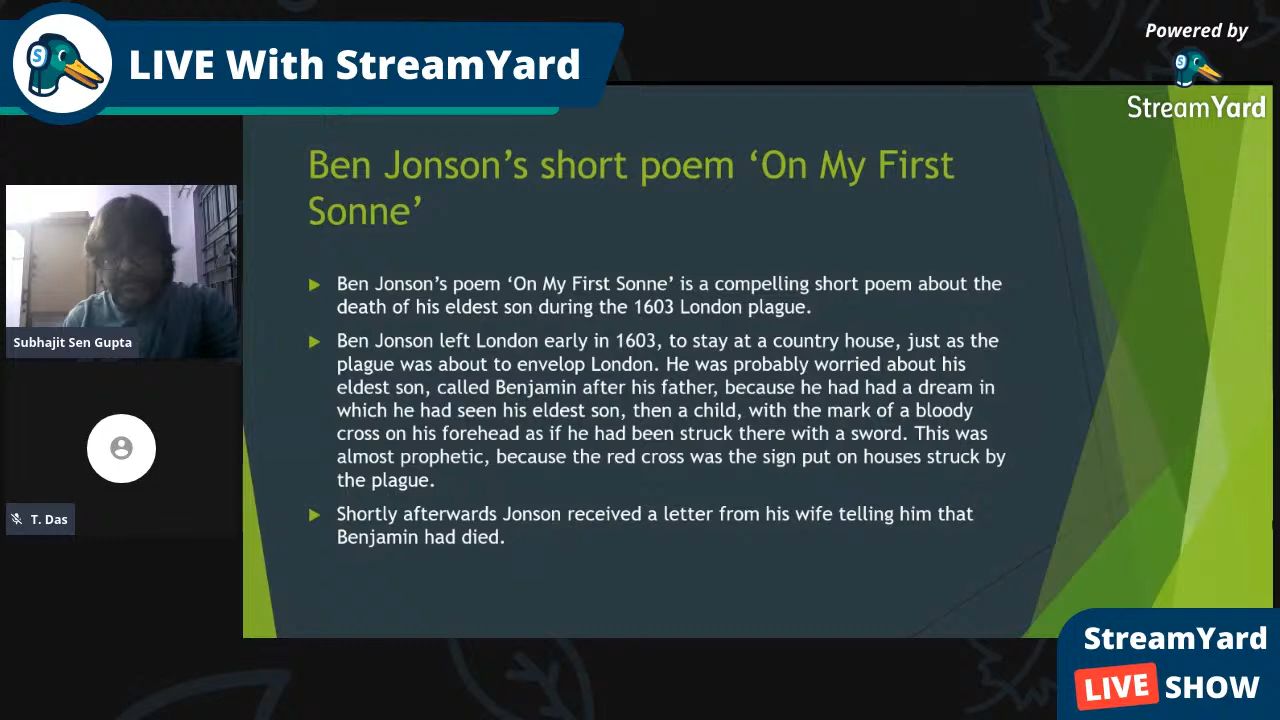 LIVE With StreamYard
Powered by
StreamYard
Ben Jonson’s short poem ‘On My First
Sonne’
Ben Jonson’s poem ‘On My First Sonne’ is a compelling short poem about the
death of his eldest son during the 1603 London plague.
Ben Jonson left London early in 1603, to stay at a country house, just as the
plague was about to envelop London. He was probably worried about his
eldest son, called Benjamin after his father, because he had had a dream in
which he had seen his eldest son, then a child, with the mark of a bloody
cross on his forehead as if he had been struck there with a sword. This was
almost prophetic, because the red cross was the sign put on houses struck by
the plague.
Shortly afterwards Jonson received a letter from his wife telling him that
Benjamin had died.
Subhajit Sen Gupta
T. Das
StreamYard
LIVE SHOW